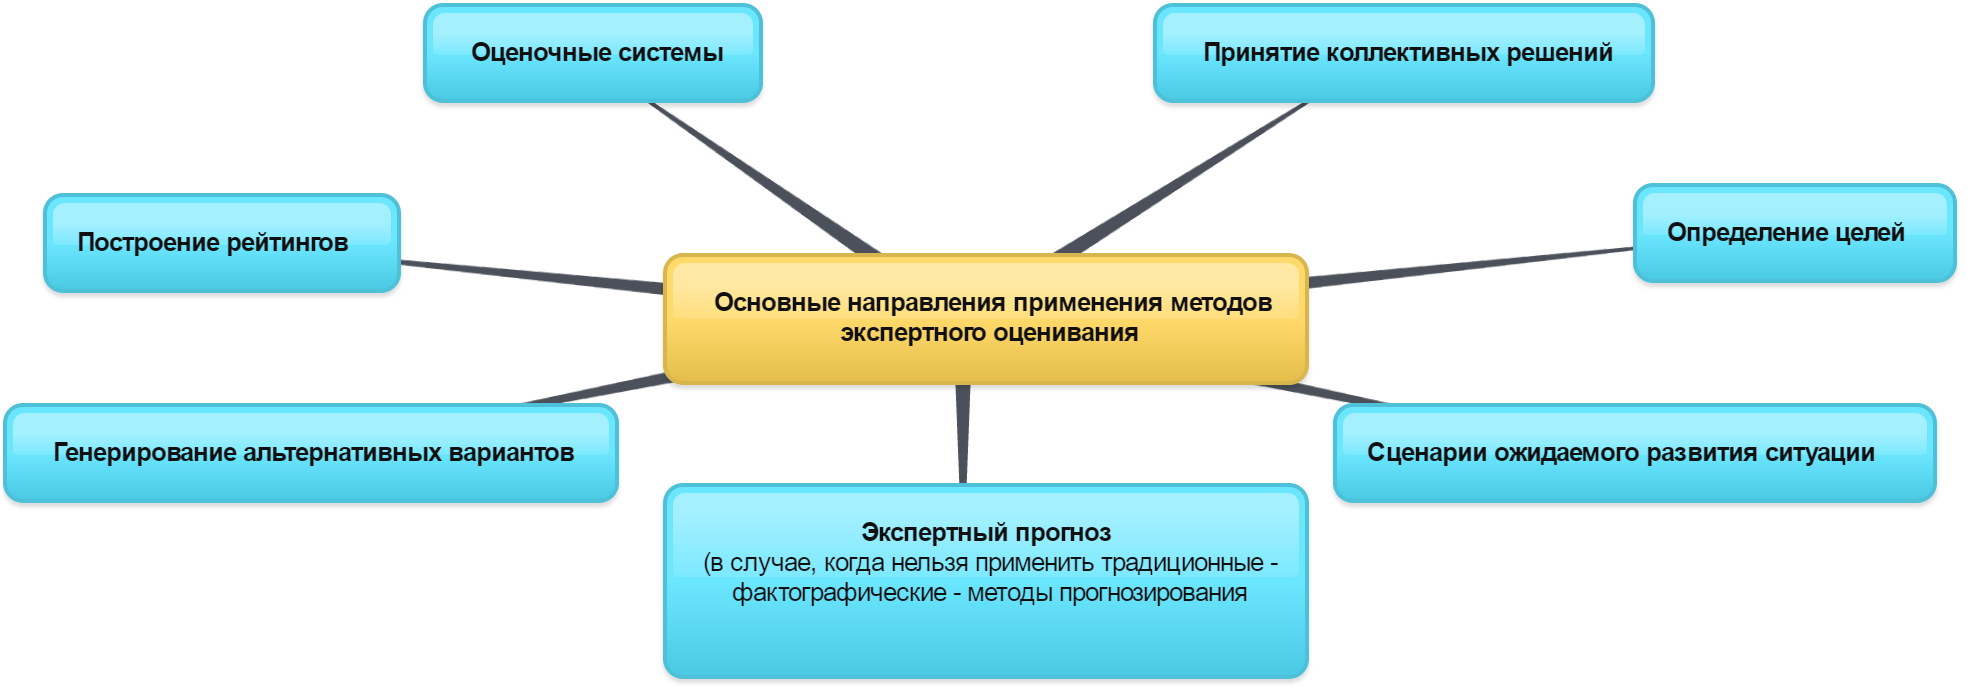 Оценочные системы
Принятие коллективных решений
Построение рейтингов
Определение целей
Основные направления применения методов
экспертного оценивания
Генерирование альтернативных вариантов
Сценарии ожидаемого развития ситуации
Экспертный прогноз
(в случае, когда нельзя применить традиционные -
фактографические - методы прогнозирования